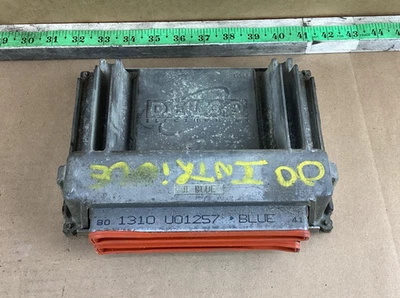 29 30 31 32 33 34 35 36 37 38 39 40 41 42 43 44
DELCO
00 INTRIGUE
BLUE
80 1310 U01257 BLUE 41